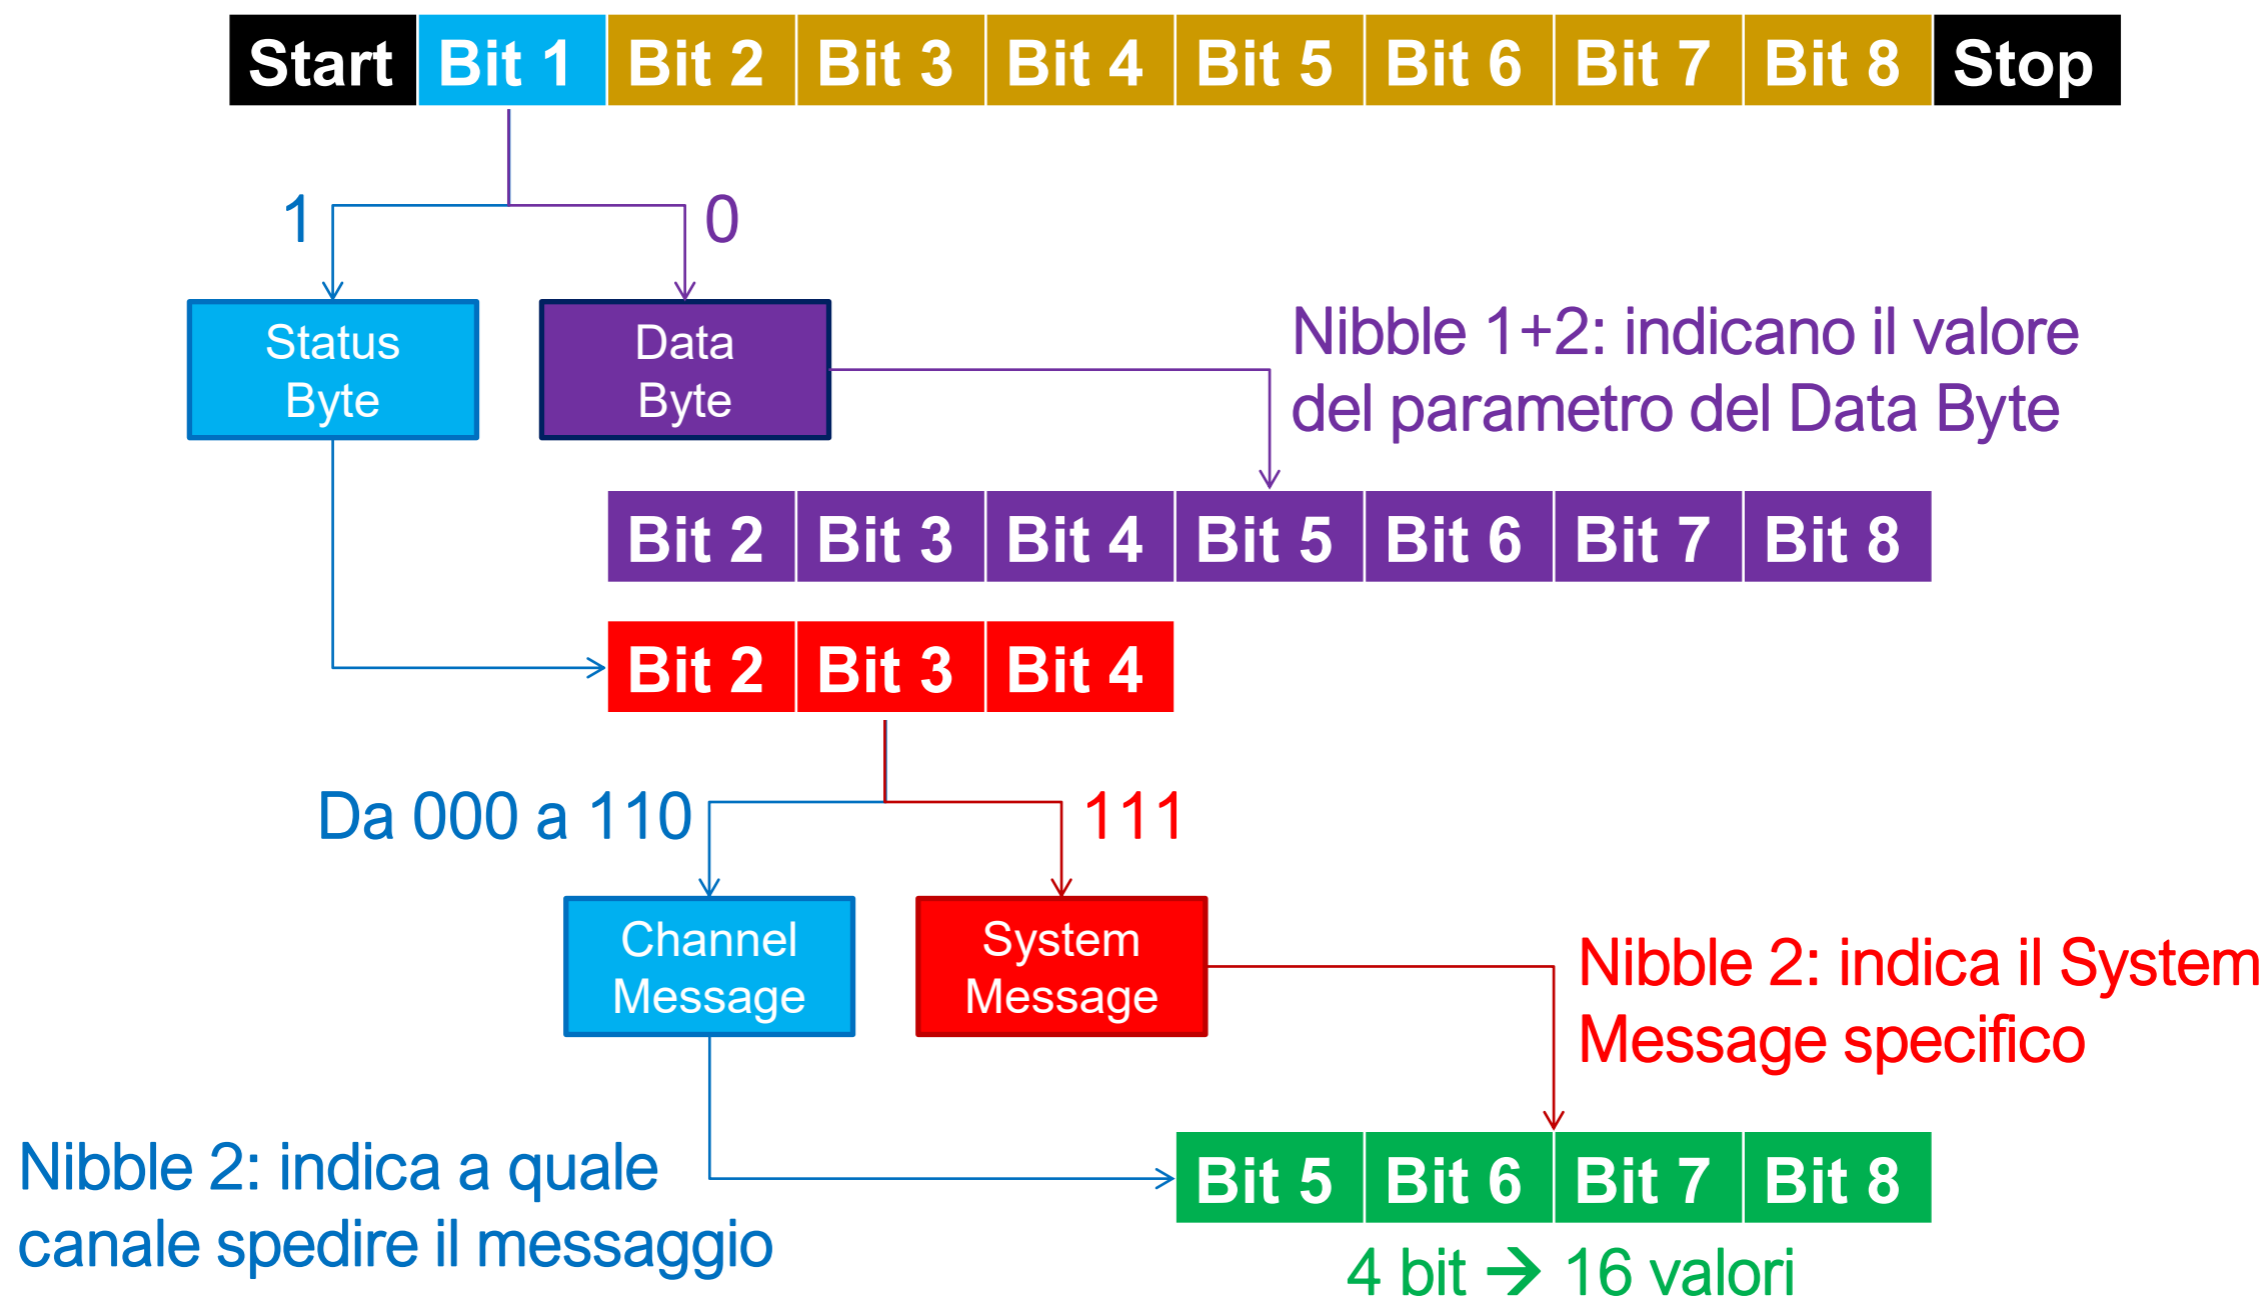 Start Bit 1 Bit 2 Bit 3 Bit 4 Bit 5 Bit 6 Bit 7 Bit 8 Stop
1
0
Status
Byte
Data
Byte
Nibble 1+2: indicano il valore
del parametro del Data Byte
Bit 2 Bit 3 Bit 4 Bit 5 Bit 6 Bit 7 Bit 8
Bit 2 Bit 3 Bit 4
Da 000 a 110
111
Channel
Message
System
Message
Nibble 2: indica il System
Message specifico
Nibble 2: indica a quale
canale spedire il messaggio
Bit 5 Bit 6 Bit 7 Bit 8
4 bit → 16 valori